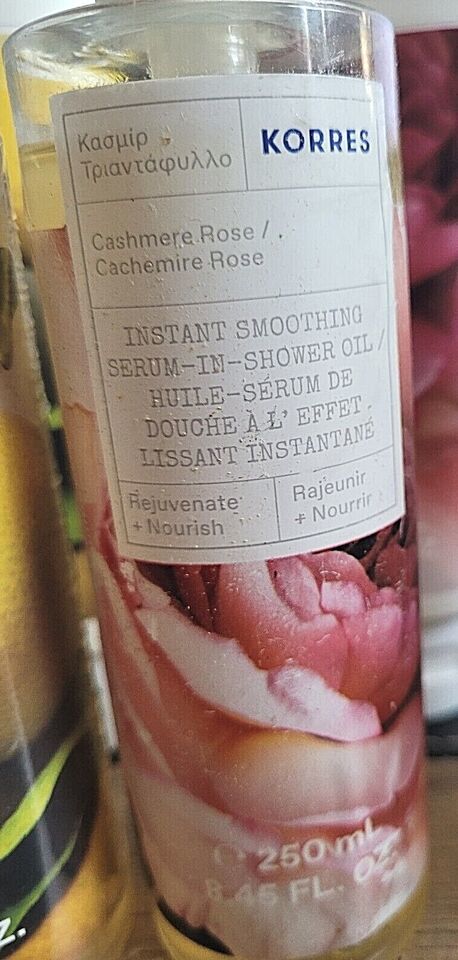 Κασμίρ
Τριαντάφυλλο
KORRES
Cashmere Rose /
Cachemire Rose
INSTANT SMOOTHING
SERUM-IN-SHOWER OIL /
HUILE-SÉRUM DE
DOUCHE À L'EFFET
LISSANT INSTANTANÉ
Rejuvenate
+ Nourish
Rajeunir
+ Nourrir
250 mL
8.45 FL. OZ.